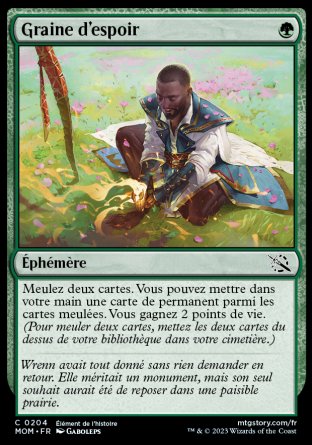 Graine d'espoir
Éphémère
Meulez deux cartes. Vous pouvez mettre dans
votre main une carte de permanent parmi les
cartes meulées. Vous gagnez 2 points de vie.
(Pour meuler deux cartes, mettez les deux cartes du
dessus de votre bibliothèque dans votre cimetière.)
Wrenn avait tout donné sans rien demander en
retour. Elle méritait un monument, mais son seul
souhait aurait été de reposer dans une paisible
prairie.
C 0204 Élément de l'histoire mtgstory.com/fr
MOM • FR Gaboleps ™ & © 2023 Wizards of the Coast